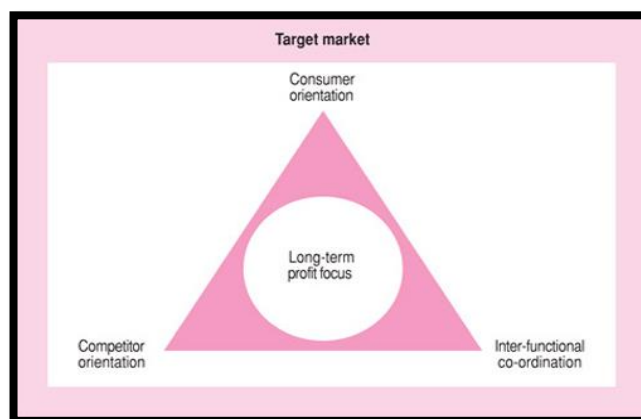 Target market
Consumer
orientation
Long-term
profit focus
Competitor
orientation
Inter-functional
co-ordination